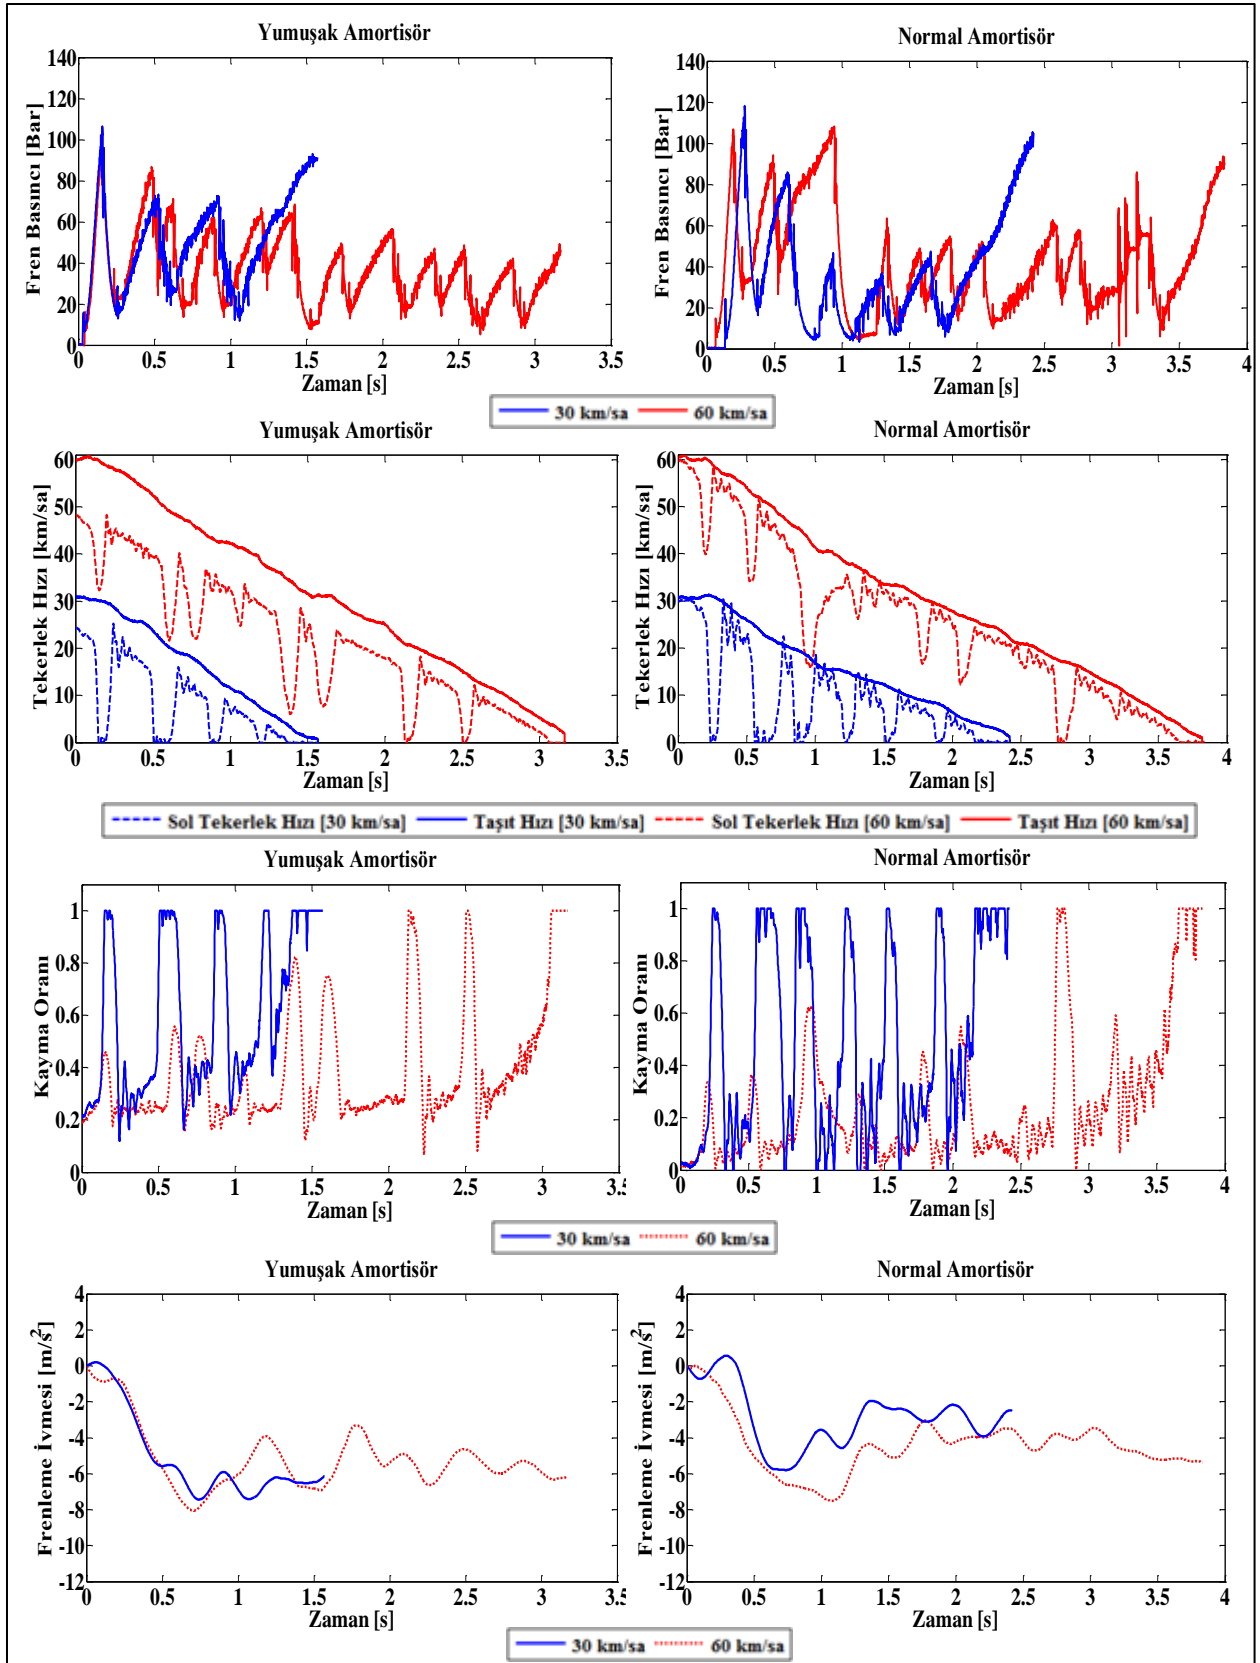 Yumuşak Amortisör
Normal Amortisör
Fren Basıncı [Bar]
140
120
100
80
60
40
20
0
0 0.5 1 1.5 2 2.5 3 3.5
Zaman [s]
Fren Basıncı [Bar]
140
120
100
80
60
40
20
0
0 0.5 1 1.5 2 2.5 3 3.5 4
Zaman [s]
30 km/sa 60 km/sa
Yumuşak Amortisör
Normal Amortisör
Tekerlek Hızı [km/sa]
60
50
40
30
20
10
0
0 0.5 1 1.5 2 2.5 3 3.5
Zaman [s]
Tekerlek Hızı [km/sa]
60
50
40
30
20
10
0
0 0.5 1 1.5 2 2.5 3 3.5 4
Zaman [s]
Sol Tekerlek Hızı [30 km/sa] Taşıt Hızı [30 km/sa] Sol Tekerlek Hızı [60 km/sa] Taşıt Hızı [60 km/sa]
Yumuşak Amortisör
Normal Amortisör
Kayma Oranı
1
0.8
0.6
0.4
0.2
0
0 0.5 1 1.5 2 2.5 3 3.5
Zaman [s]
Kayma Oranı
1
0.8
0.6
0.4
0.2
0
0 0.5 1 1.5 2 2.5 3 3.5 4
Zaman [s]
30 km/sa 60 km/sa
Yumuşak Amortisör
Normal Amortisör
Frenleme İvmesi [m/s²]
4
2
0
-2
-4
-6
-8
-10
-12
0 0.5 1 1.5 2 2.5 3 3.5
Zaman [s]
Frenleme İvmesi [m/s²]
4
2
0
-2
-4
-6
-8
-10
-12
0 0.5 1 1.5 2 2.5 3 3.5 4
Zaman [s]
30 km/sa 60 km/sa